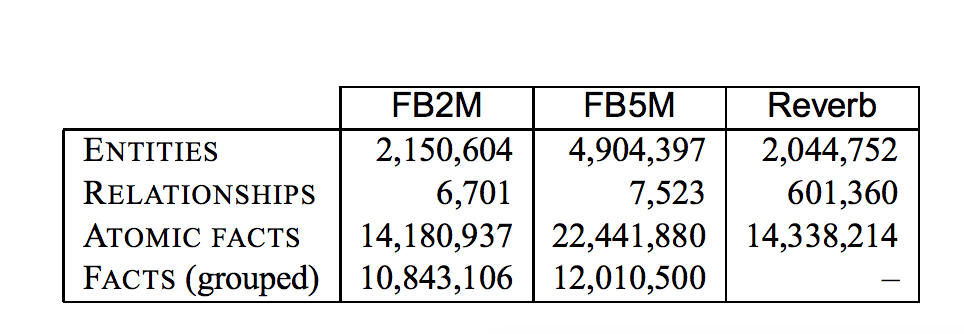 FB2M FB5M Reverb
ENTITIES 2,150,604 4,904,397 2,044,752
RELATIONSHIPS 6,701 7,523 601,360
ATOMIC FACTS 14,180,937 22,441,880 14,338,214
FACTS (grouped) 10,843,106 12,010,500 –